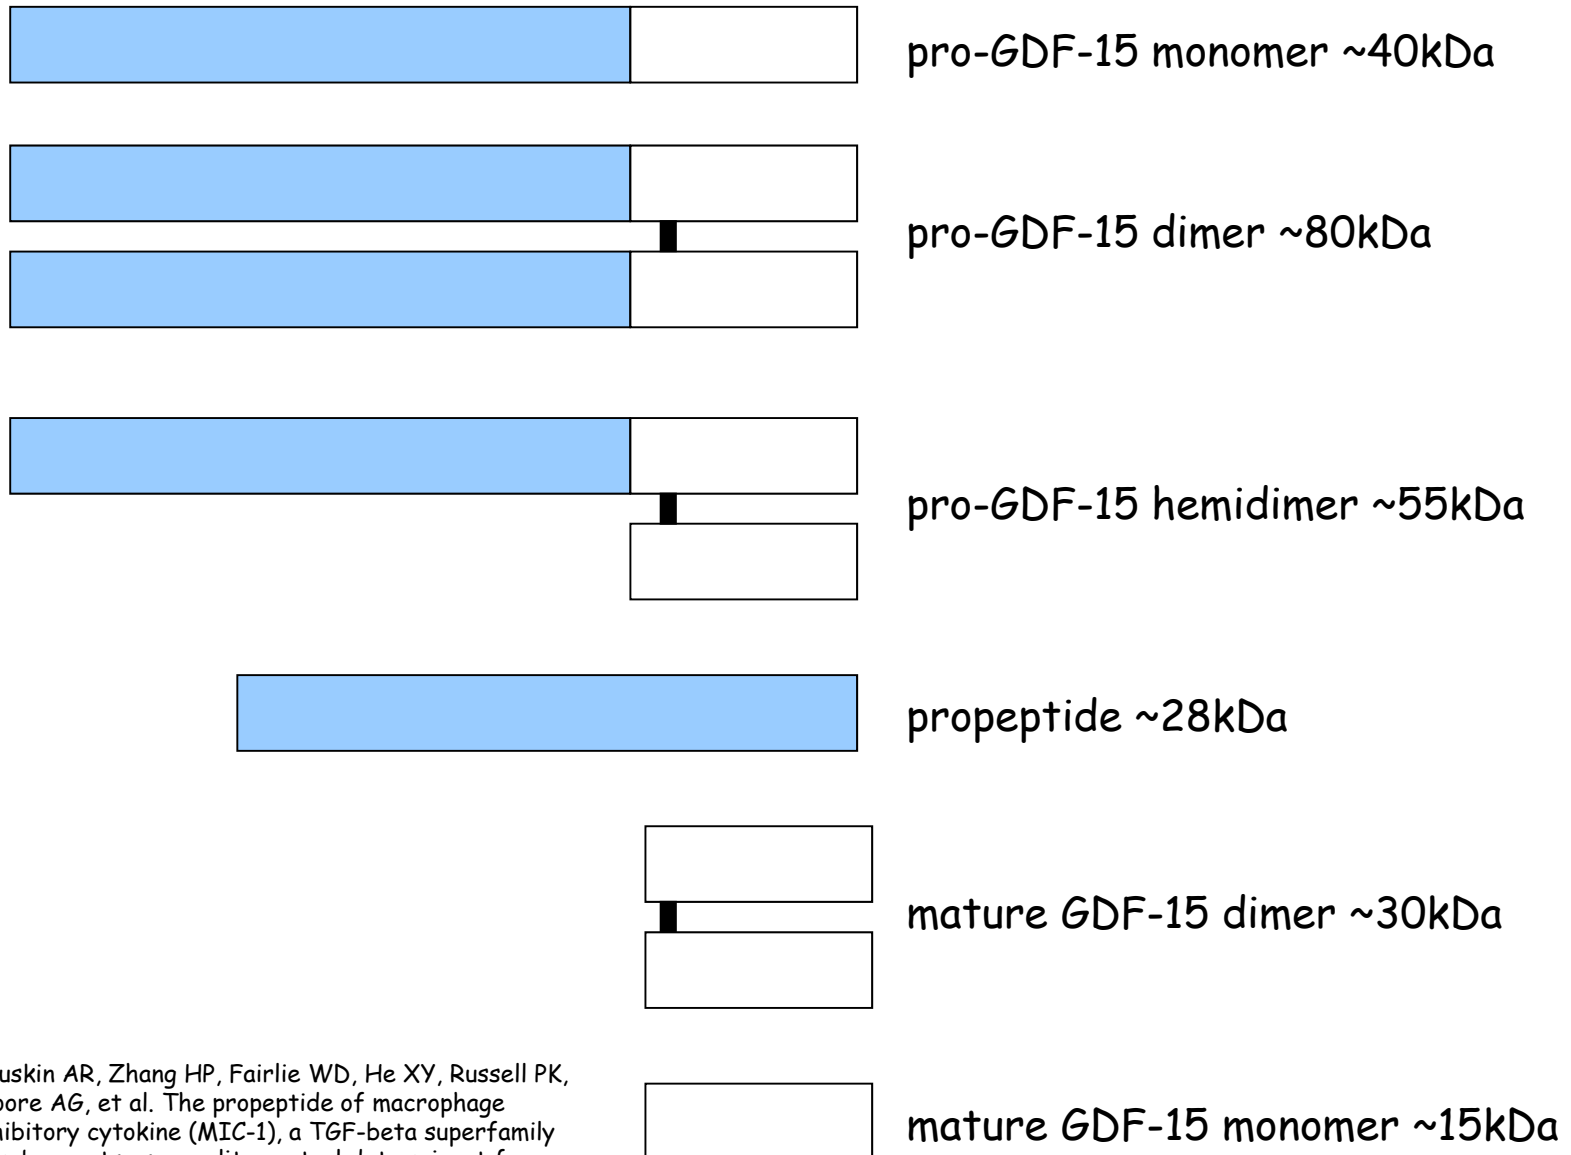 pro-GDF-15 monomer ~40kDa
pro-GDF-15 dimer ~80kDa
pro-GDF-15 hemidimer ~55kDa
propeptide ~28kDa
mature GDF-15 dimer ~30kDa
uskin AR, Zhang HP, Fairlie WD, He XY, Russell PK,
oore AG, et al. The propeptide of macrophage
hibitory cytokine (MIC-1), a TGF-beta superfamily
mature GDF-15 monomer ~15kDa